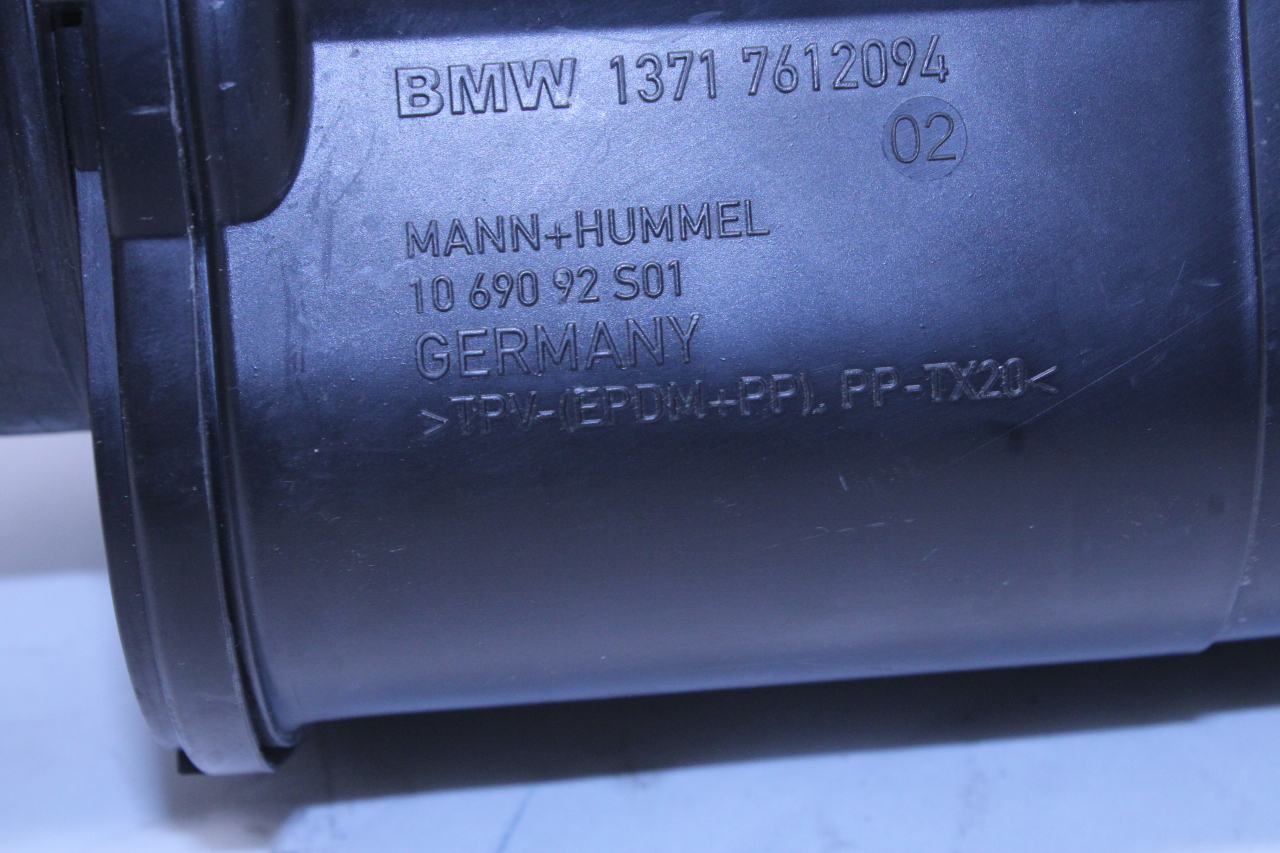 BMW 1371 7612094
02
MANN+HUMMEL
10 690 92 S01
GERMANY
>TPV-(EPDM+PP), PP-TX20<